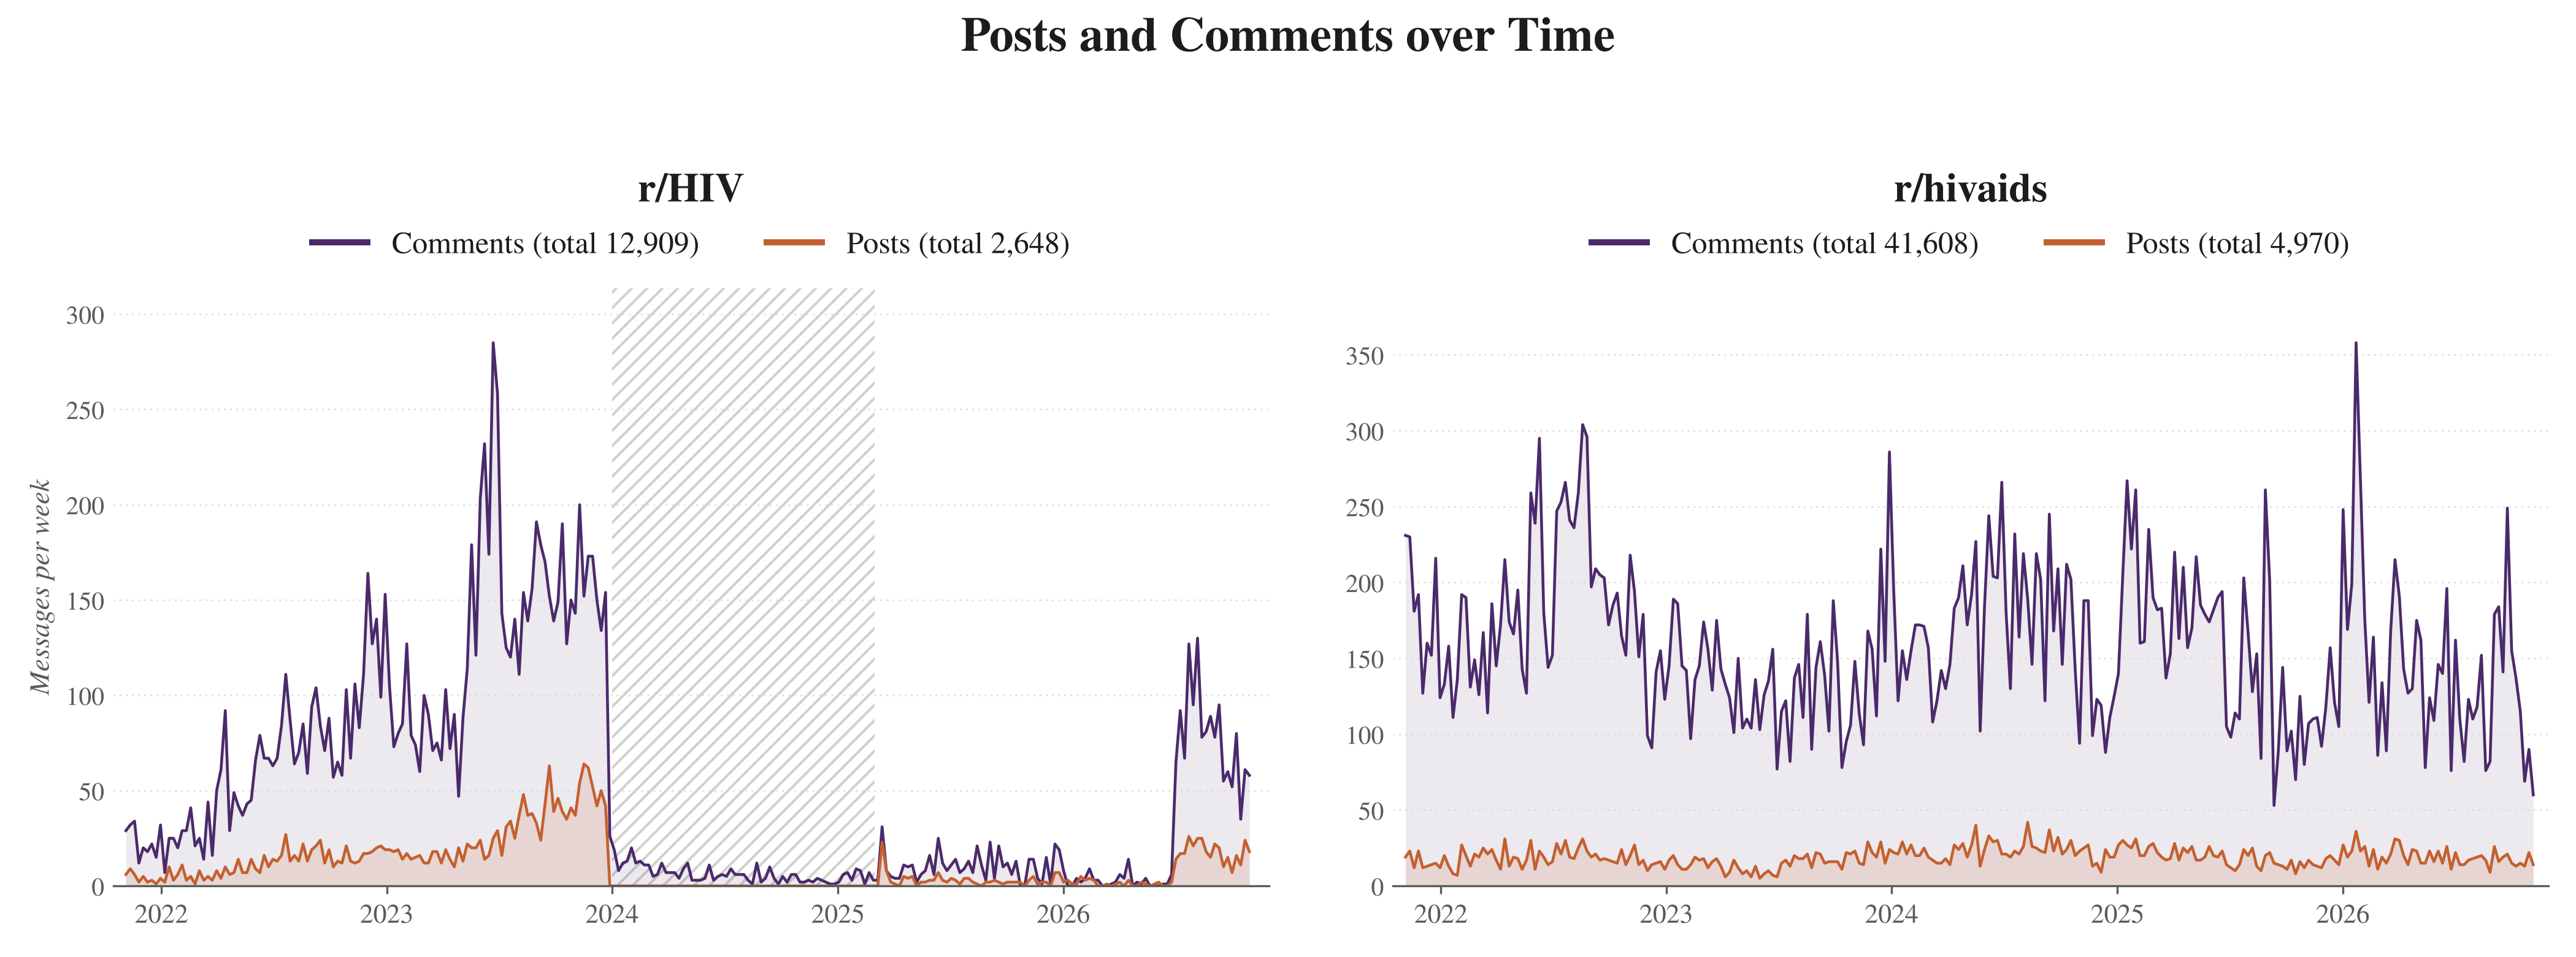 Posts and Comments over Time
r/HIV
Comments (total 12,909) Posts (total 2,648)
Messages per week
300
250
200
150
100
50
0
2022 2023 2024 2025 2026
r/hivaids
Comments (total 41,608) Posts (total 4,970)
350
300
250
200
150
100
50
0
2022 2023 2024 2025 2026